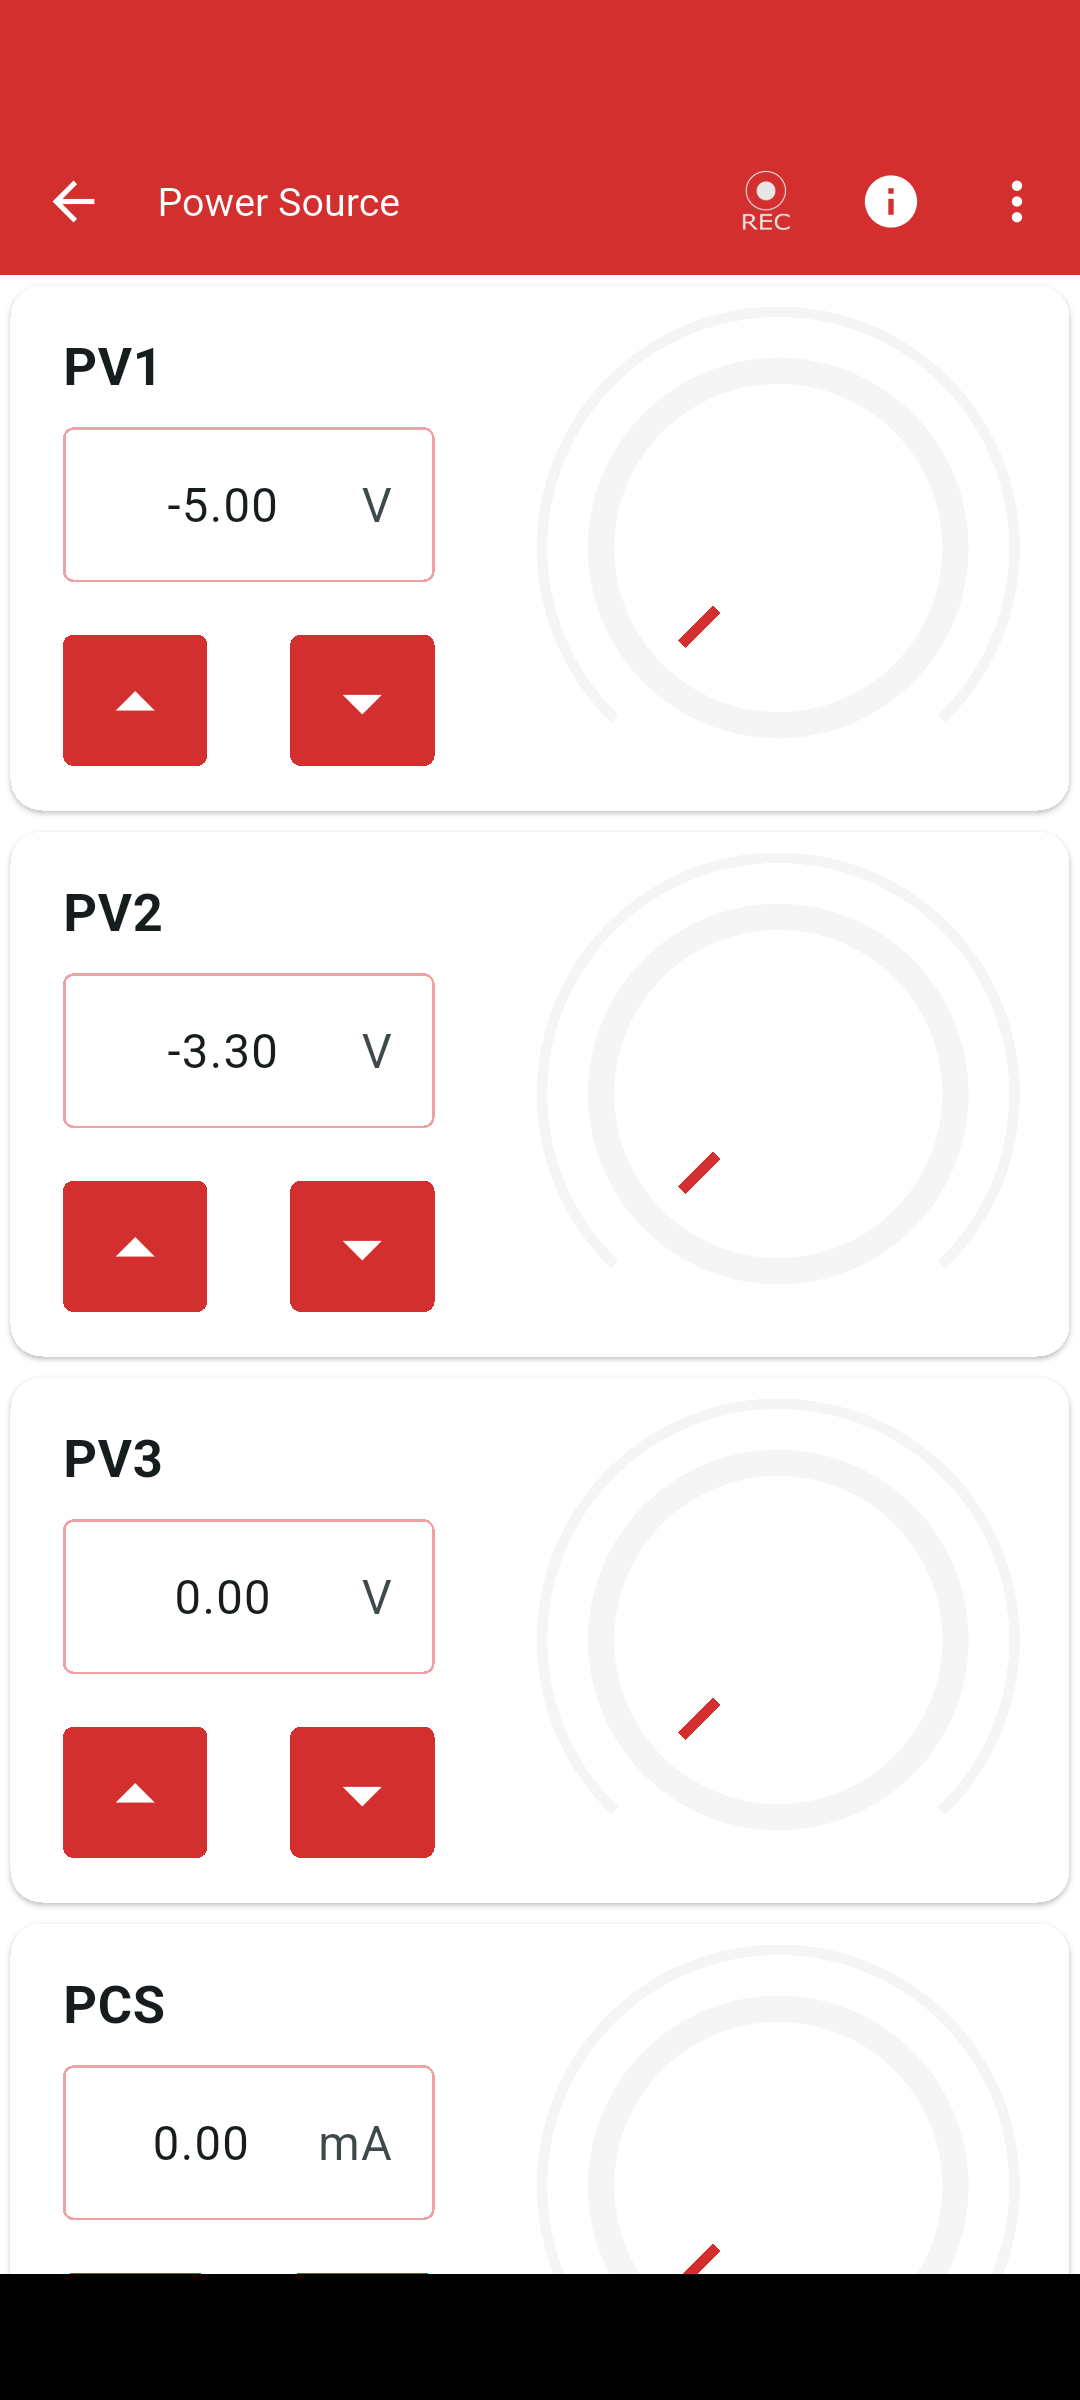 Power Source
REC
PV1
-5.00 V
PV2
-3.30 V
PV3
0.00 V
PCS
0.00 mA